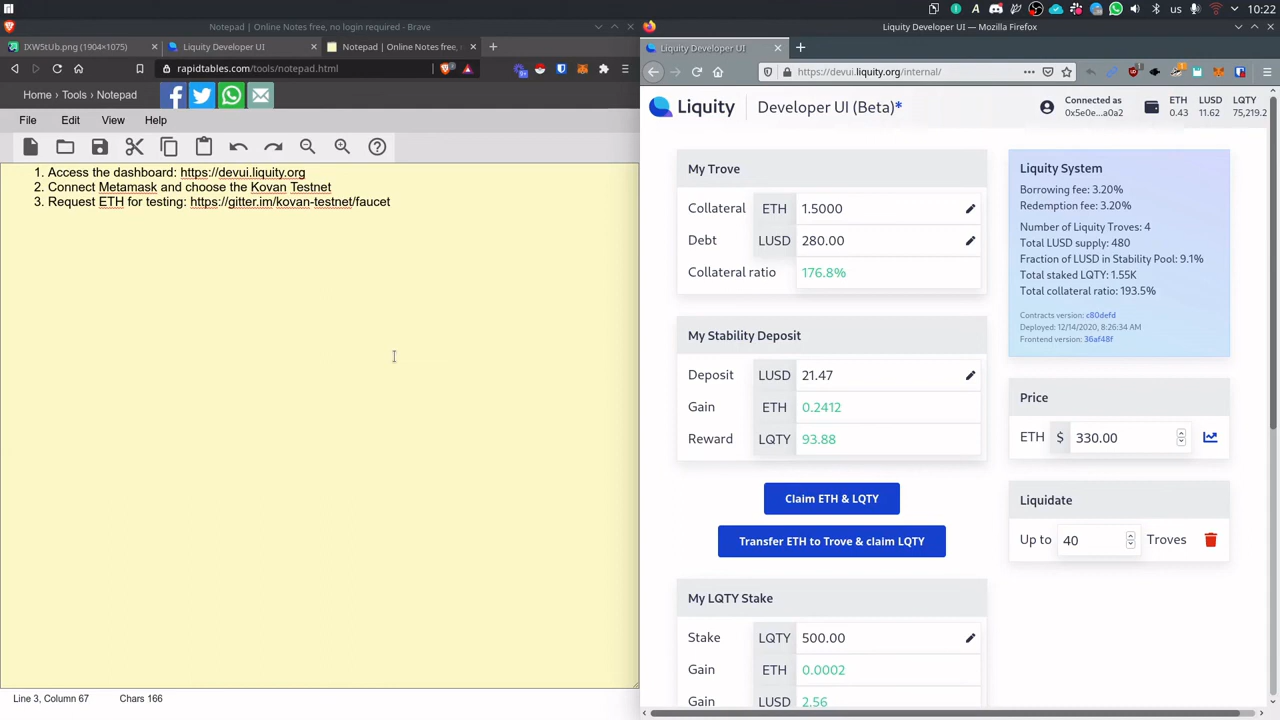 us
10:22
Notepad | Online Notes free, no login required - Brave
IXW5tUb.png (1904×1075)
Liquity Developer UI
Notepad | Online Notes free,
rapidtables.com/tools/notepad.html
Home › Tools › Notepad
File
Edit
View
Help
1. Access the dashboard: https://devui.liquity.org
2. Connect Metamask and choose the Kovan Testnet
3. Request ETH for testing: https://gitter.im/kovan-testnet/faucet
Line 3, Column 67
Chars 166
Liquity Developer UI — Mozilla Firefox
Liquity Developer UI
https://devui.liquity.org/internal/
Liquity
Developer UI (Beta)*
Connected as
0x5e0e...a0a2
ETH
0.43
LUSD
11.62
LQTY
75,219.2
My Trove
Collateral ETH 1.5000
Debt LUSD 280.00
Collateral ratio 176.8%
My Stability Deposit
Deposit LUSD 21.47
Gain ETH 0.2412
Reward LQTY 93.88
Claim ETH & LQTY
Transfer ETH to Trove & claim LQTY
My LQTY Stake
Stake LQTY 500.00
Gain ETH 0.0002
Gain LUSD 2.56
Liquity System
Borrowing fee: 3.20%
Redemption fee: 3.20%
Number of Liquity Troves: 4
Total LUSD supply: 480
Fraction of LUSD in Stability Pool: 9.1%
Total staked LQTY: 1.55K
Total collateral ratio: 193.5%
Contracts version: c80defd
Deployed: 12/14/2020, 8:26:34 AM
Frontend version: 36af48f
Price
ETH $ 330.00
Liquidate
Up to 40 Troves